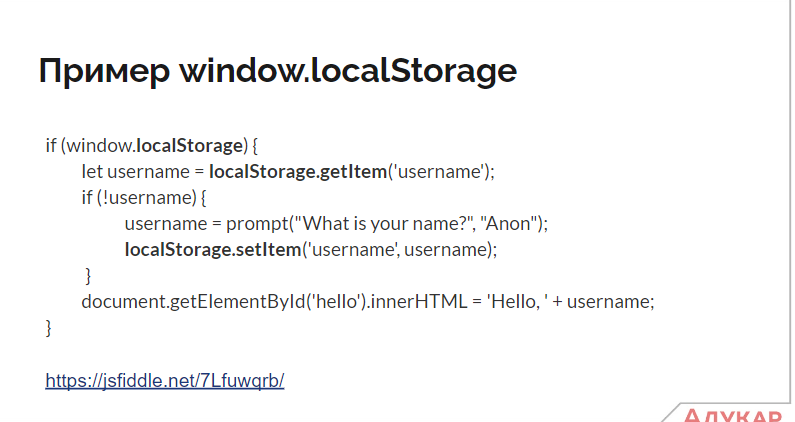 Пример window.localStorage
if (window.localStorage) {
let username = localStorage.getItem('username');
if (!username) {
username = prompt("What is your name?", "Anon");
localStorage.setItem('username', username);
}
document.getElementById('hello').innerHTML = 'Hello, ' + username;
}
https://jsfiddle.net/7Lfuwqrb/
АДУКАР